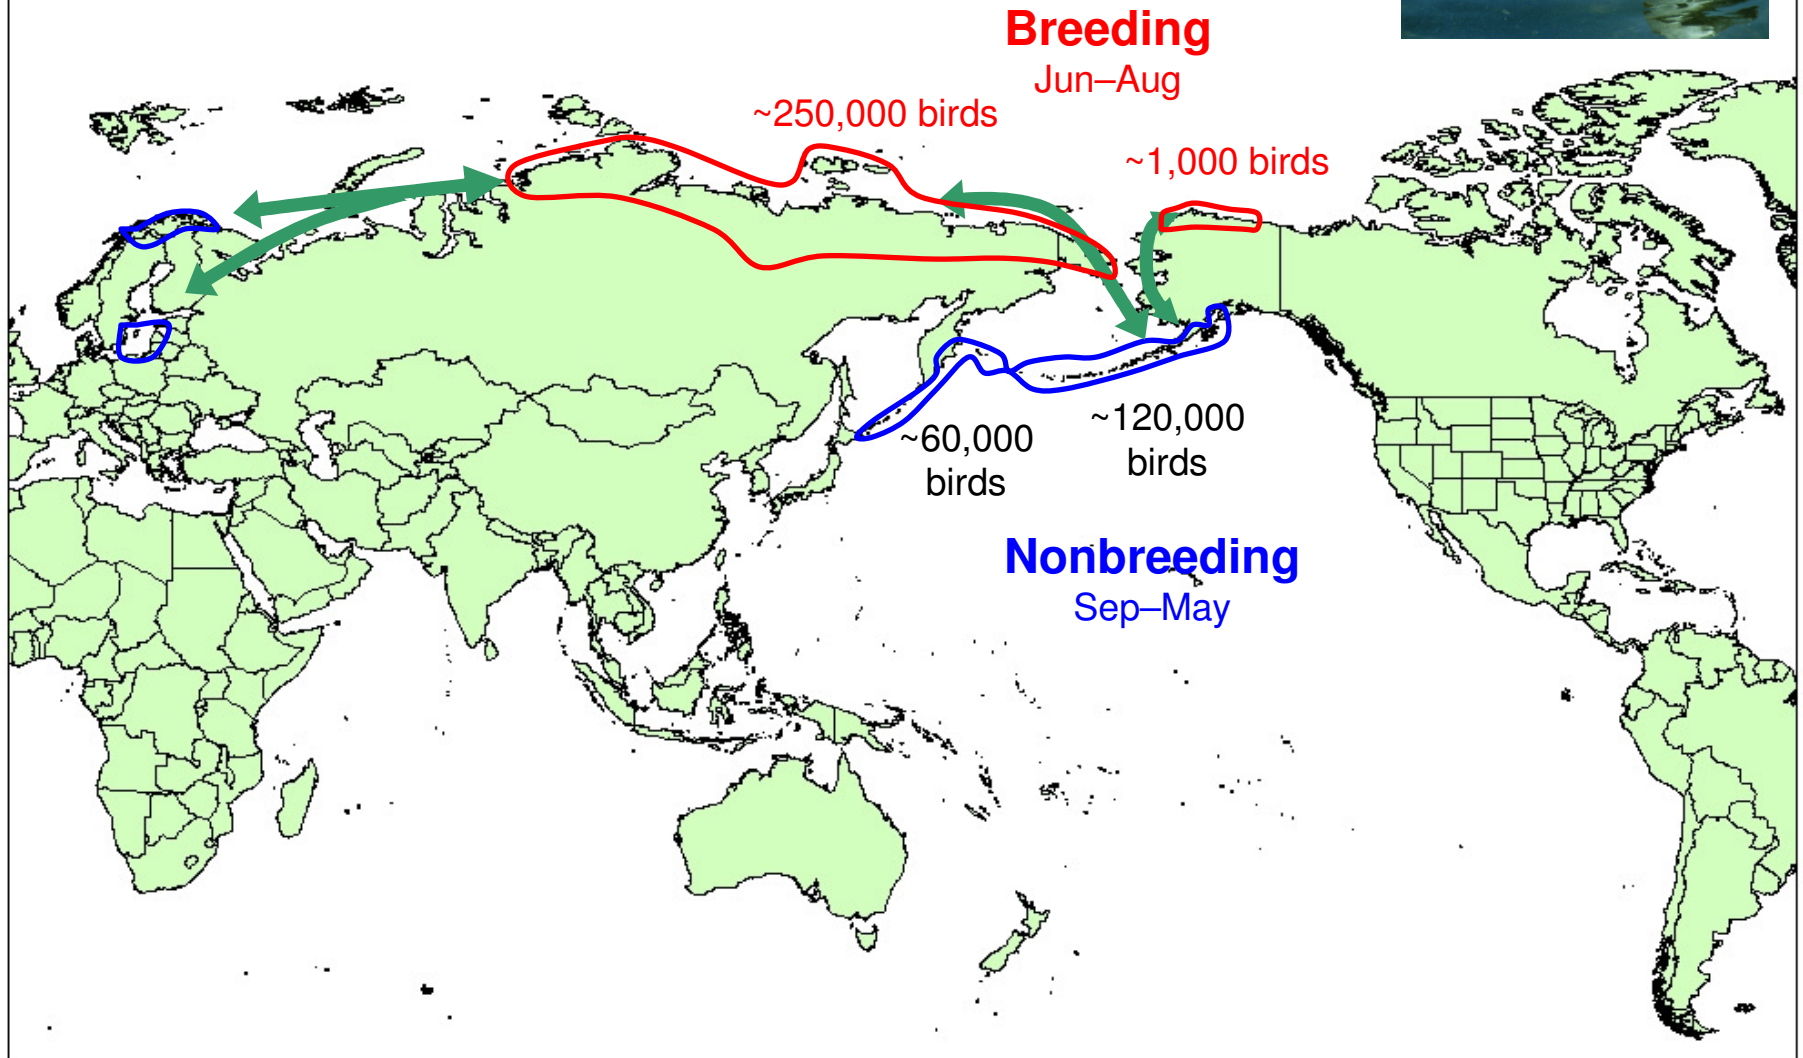 Breeding
Jun–Aug
~250,000 birds
~1,000 birds
~120,000
birds
~60,000
birds
Nonbreeding
Sep–May